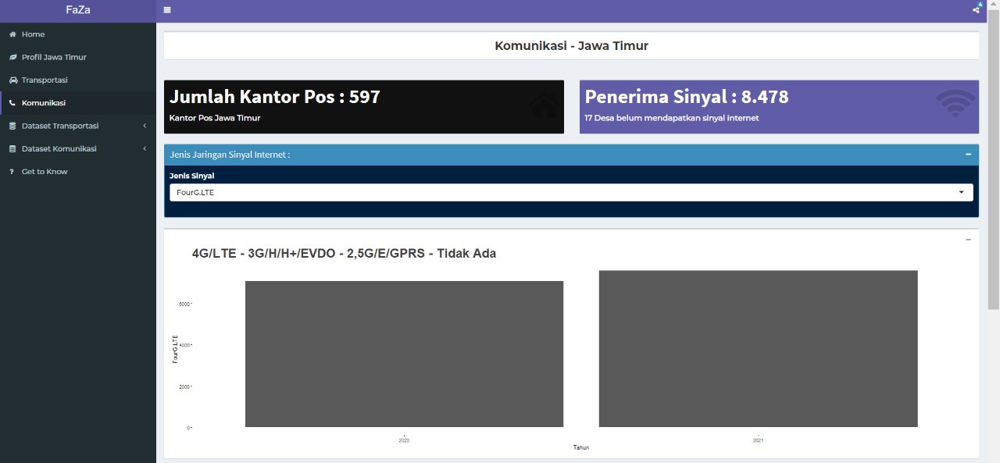 FaZa
4
Home
Profil Jawa Timur
Transportasi
Komunikasi
Dataset Transportasi
Dataset Komunikasi
? Get to Know
Komunikasi - Jawa Timur
Jumlah Kantor Pos : 597
Kantor Pos Jawa Timur
Penerima Sinyal : 8.478
17 Desa belum mendapatkan sinyal internet
Jenis Jaringan Sinyal Internet :
Jenis Sinyal
FourG.LTE
4G/LTE - 3G/H/H+/EVDO - 2,5G/E/GPRS - Tidak Ada
6000
4000
2000
0
FourG.LTE
2020
2021
Tahun